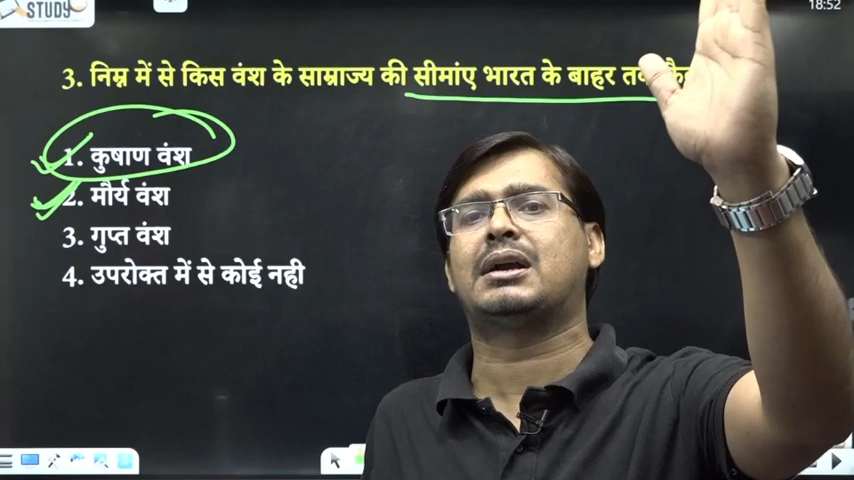 STUDY
18:52
3. निम्न में से किस वंश के साम्राज्य की सीमांए भारत के बाहर
1. कुषाण वंश
2. मौर्य वंश
3. गुप्त वंश
4. उपरोक्त में से कोई नही